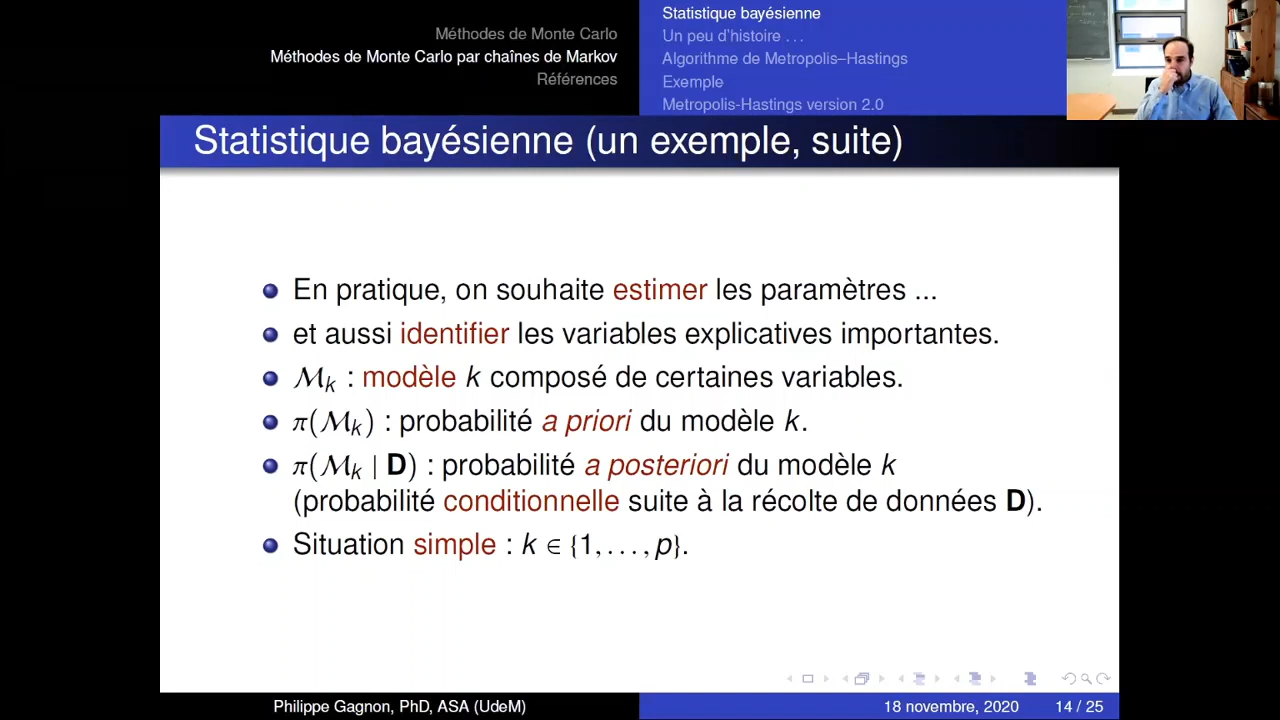 Méthodes de Monte Carlo
Méthodes de Monte Carlo par chaînes de Markov
Références
Statistique bayésienne
Un peu d'histoire . . .
Algorithme de Metropolis–Hastings
Exemple
Metropolis-Hastings version 2.0
Statistique bayésienne (un exemple, suite)
En pratique, on souhaite estimer les paramètres ...
et aussi identifier les variables explicatives importantes.
ℳₖ : modèle k composé de certaines variables.
π(ℳₖ) : probabilité a priori du modèle k.
π(ℳₖ | D) : probabilité a posteriori du modèle k
(probabilité conditionnelle suite à la récolte de données D).
Situation simple : k ∈ {1, . . . , p}.
Philippe Gagnon, PhD, ASA (UdeM)
18 novembre, 2020
14 / 25